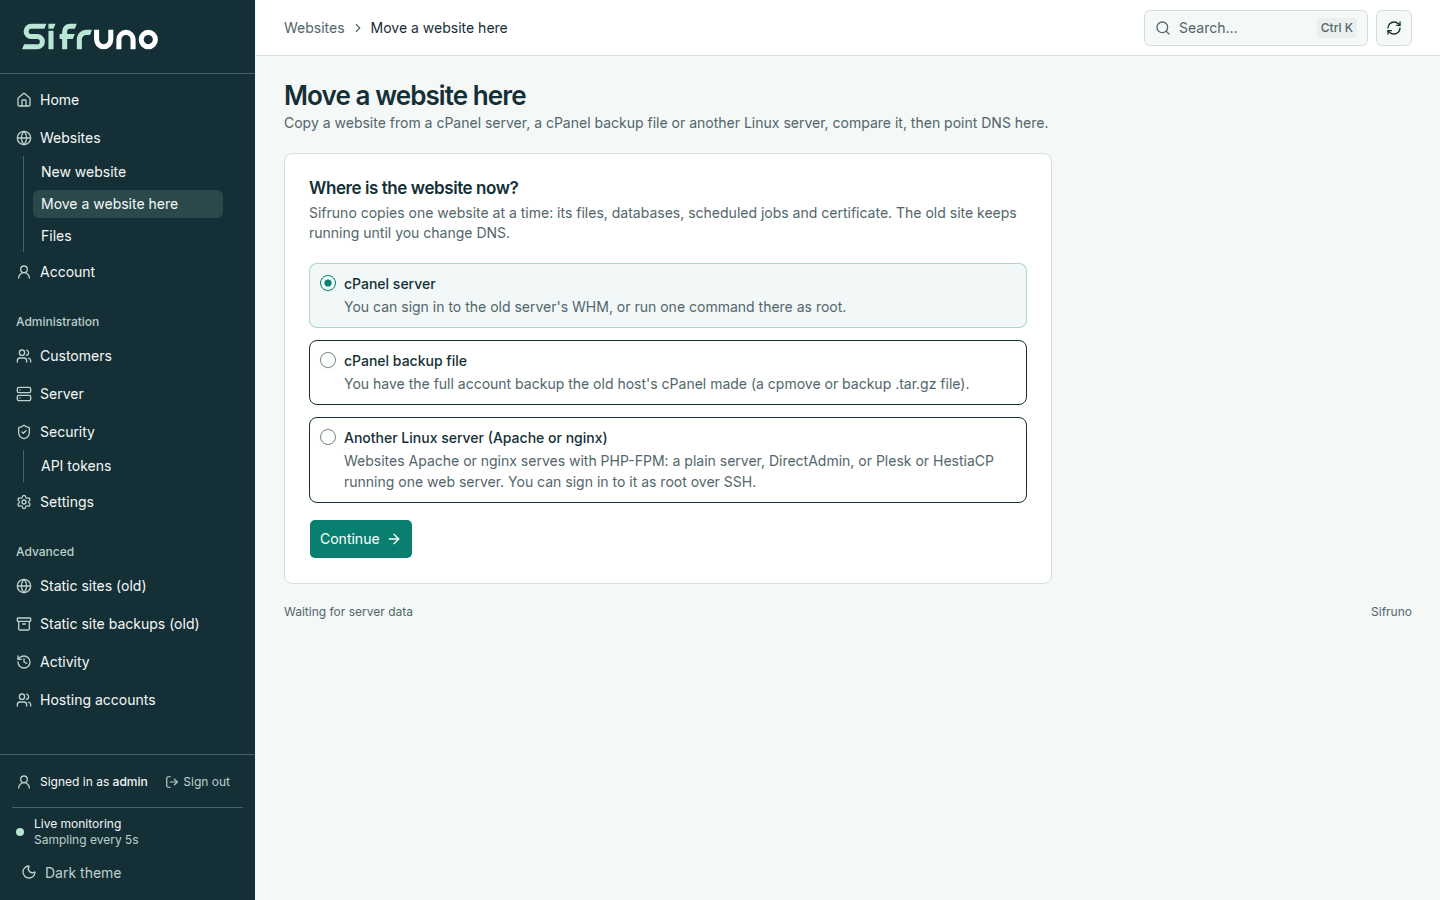 Sifruno
Websites > Move a website here
Search...
Ctrl K
Home
Websites
New website
Move a website here
Files
Account
Administration
Customers
Server
Security
API tokens
Settings
Advanced
Static sites (old)
Static site backups (old)
Activity
Hosting accounts
Signed in as admin
Sign out
Live monitoring
Sampling every 5s
Dark theme
Move a website here
Copy a website from a cPanel server, a cPanel backup file or another Linux server, compare it, then point DNS here.
Where is the website now?
Sifruno copies one website at a time: its files, databases, scheduled jobs and certificate. The old site keeps
running until you change DNS.
cPanel server
You can sign in to the old server's WHM, or run one command there as root.
cPanel backup file
You have the full account backup the old host's cPanel made (a cpmove or backup .tar.gz file).
Another Linux server (Apache or nginx)
Websites Apache or nginx serves with PHP-FPM: a plain server, DirectAdmin, or Plesk or HestiaCP
running one web server. You can sign in to it as root over SSH.
Continue
Waiting for server data
Sifruno